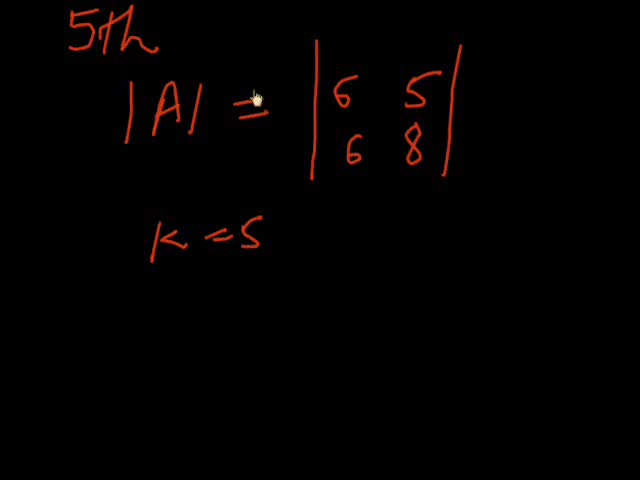 5th
|A| = | 6 5 |
| 6 8 |
K = 5